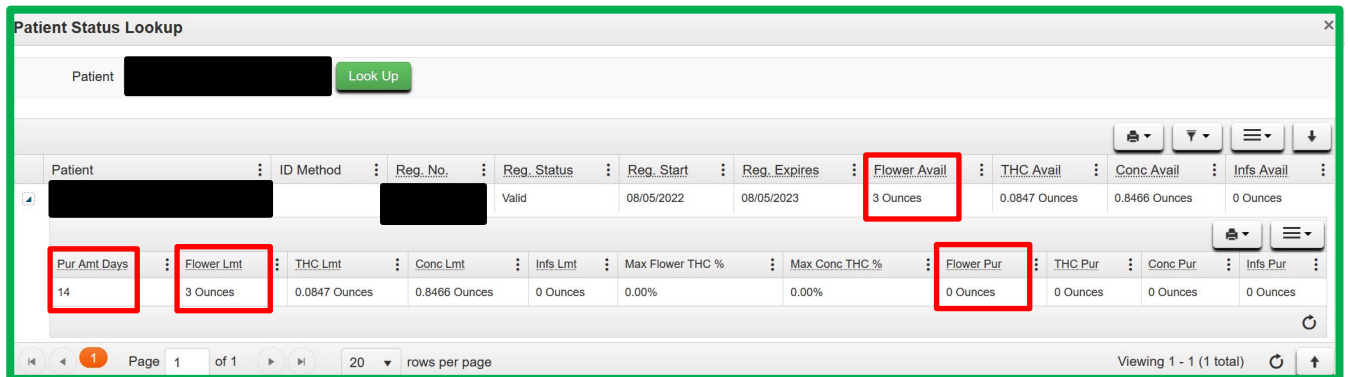 Patient Status Lookup ×
Patient Look Up
Patient ID Method Reg. No. Reg. Status Reg. Start Reg. Expires Flower Avail THC Avail Conc Avail Infs Avail
Valid 08/05/2022 08/05/2023 3 Ounces 0.0847 Ounces 0.8466 Ounces 0 Ounces
Pur Amt Days Flower Lmt THC Lmt Conc Lmt Infs Lmt Max Flower THC % Max Conc THC % Flower Pur THC Pur Conc Pur Infs Pur
14 3 Ounces 0.0847 Ounces 0.8466 Ounces 0 Ounces 0.00% 0.00% 0 Ounces 0 Ounces 0 Ounces 0 Ounces
1 Page 1 of 1 20 rows per page Viewing 1 - 1 (1 total)